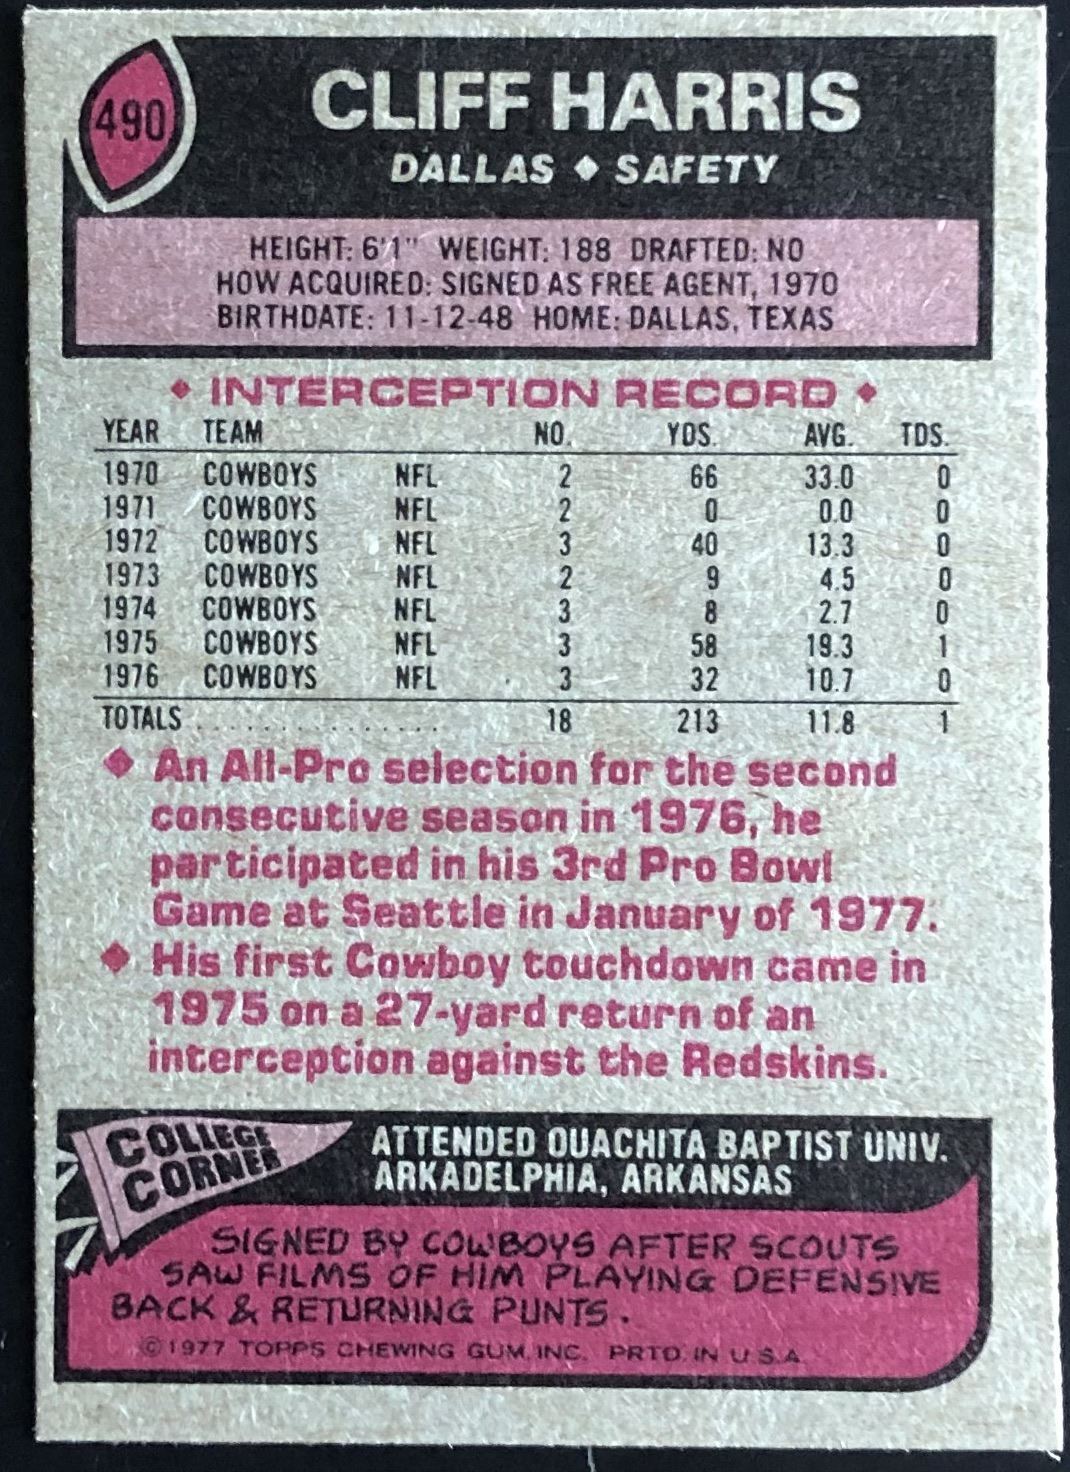 490
CLIFF HARRIS
DALLAS ♦ SAFETY
HEIGHT: 6'1" WEIGHT: 188 DRAFTED: NO
HOW ACQUIRED: SIGNED AS FREE AGENT, 1970
BIRTHDATE: 11-12-48 HOME: DALLAS, TEXAS
♦ INTERCEPTION RECORD ♦
YEAR TEAM NO. YDS. AVG. TDS.
1970 COWBOYS NFL 2 66 33.0 0
1971 COWBOYS NFL 2 0 0.0 0
1972 COWBOYS NFL 3 40 13.3 0
1973 COWBOYS NFL 2 9 4.5 0
1974 COWBOYS NFL 3 8 2.7 0
1975 COWBOYS NFL 3 58 19.3 1
1976 COWBOYS NFL 3 32 10.7 0
TOTALS . . . . . . . . . . . . . . . 18 213 11.8 1
♦ An All-Pro selection for the second
consecutive season in 1976, he
participated in his 3rd Pro Bowl
Game at Seattle in January of 1977.
♦ His first Cowboy touchdown came in
1975 on a 27-yard return of an
interception against the Redskins.
COLLEGE
CORNER
ATTENDED OUACHITA BAPTIST UNIV.
ARKADELPHIA, ARKANSAS
SIGNED BY COWBOYS AFTER SCOUTS
SAW FILMS OF HIM PLAYING DEFENSIVE
BACK & RETURNING PUNTS.
©1977 TOPPS CHEWING GUM, INC. PRTD. IN U.S.A.